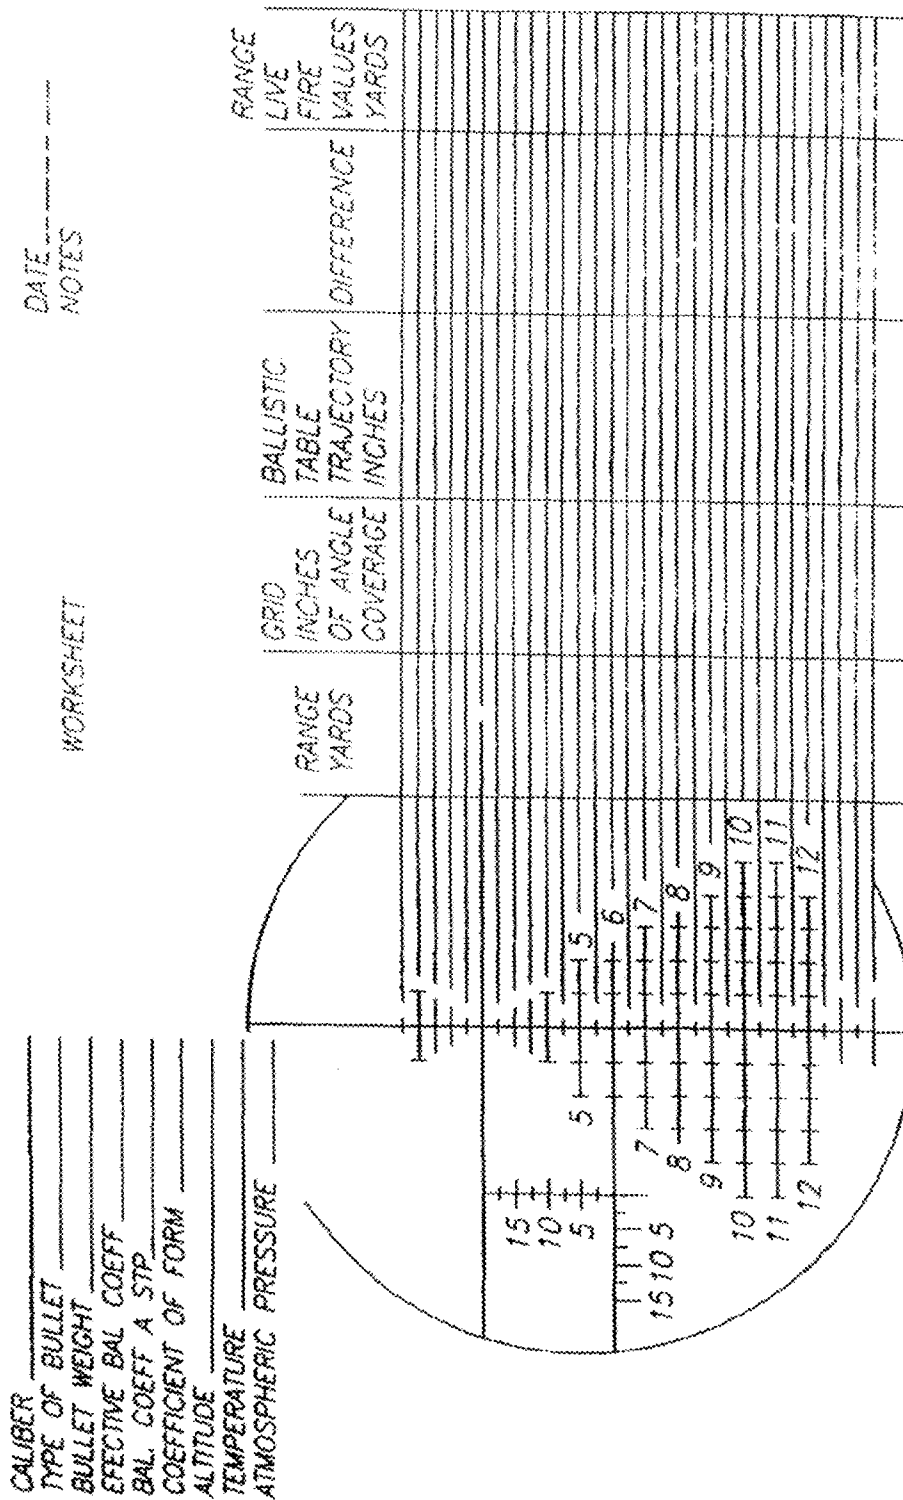 CALIBER
TYPE OF BULLET
BULLET WEIGHT
EFECTIVE BAL COEFF
BAL. COEFF A STP
COEFFICIENT OF FORM
ALTITUDE
TEMPERATURE
ATMOSPHERIC PRESSURE
WORKSHEET
DATE
NOTES
RANGE
YARDS
GRID
INCHES
OF ANGLE
COVERAGE
BALLISTIC
TABLE
TRAJECTORY
INCHES
DIFFERENCE
RANGE
LIVE
FIRE
VALUES
YARDS
15
10
5
15 10 5
5 5
6
7 7
8 8
9 9
10 10
11 11
12 12